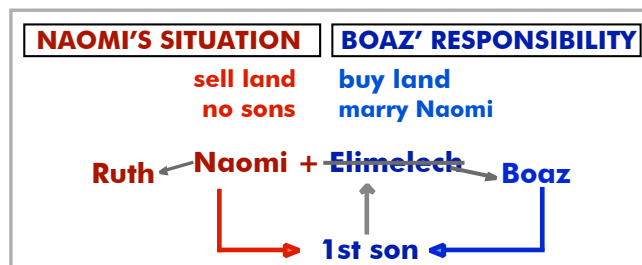 NAOMI'S SITUATION BOAZ' RESPONSIBILITY
sell land buy land
no sons marry Naomi
Ruth Naomi + Elimelech Boaz
1st son